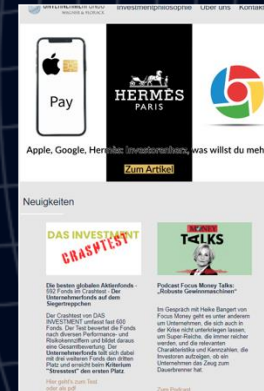 UNTERNEHMER FONDS Investmentphilosophie Über uns Kontakt
Pay
HERMÈS
PARIS
Apple, Google, Hermès: Investorenherz, was willst du meh
Zum Artikel
Neuigkeiten
DAS INVESTMENT
CRASHTEST
Die besten globalen Aktienfonds -
592 Fonds im Crashtest - Der
Unternehmerfonds auf dem
Siegertreppchen
Der Crashtest von DAS
INVESTMENT umfasst fast 600
Fonds. Der Test bewertet die Fonds
nach diversen Performance- und
Risikokennziffern und bildet daraus
eine Gesamtbewertung. Der
Unternehmerfonds teilt sich dabei
mit drei weiteren Fonds den dritten
Platz und erreicht beim Kriterium
"Stresstest" den ersten Platz.
Hier geht's zum Test
oder als pdf
MONEY
TALKS
Podcast Focus Money Talks:
„Robuste Gewinnmaschinen“
Im Gespräch mit Heike Bangert von
Focus Money geht es unter anderem
um Unternehmen, die sich auch in
der Krise nicht unterkriegen lassen,
um Super-Reiche, die immer reicher
werden, und die relevanten
Charakteristika und Kennzahlen, die
Investoren aufzeigen, ob ein
Unternehmen das Zeug zum
Dauerbrenner hat.
Zum Podcast